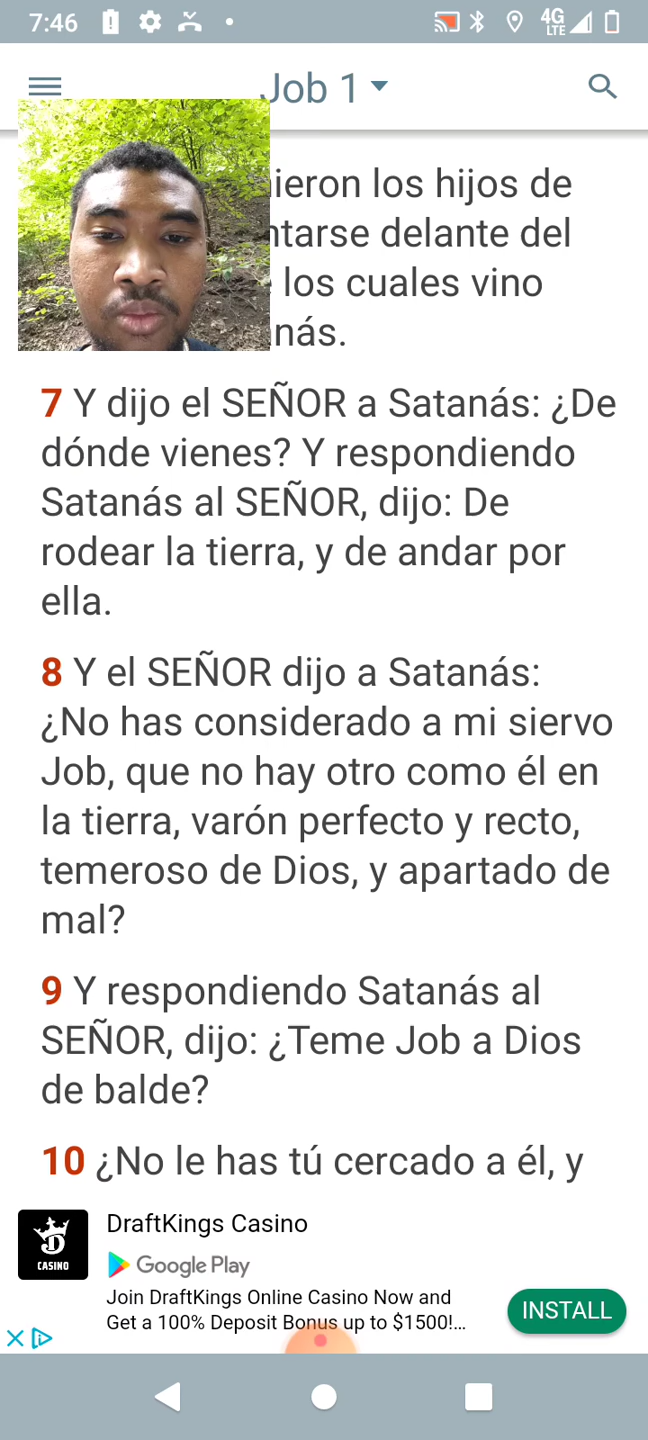 7:46
4G
LTE
Job 1
ieron los hijos de
ntarse delante del
los cuales vino
nás.
7 Y dijo el SEÑOR a Satanás: ¿De
dónde vienes? Y respondiendo
Satanás al SEÑOR, dijo: De
rodear la tierra, y de andar por
ella.
8 Y el SEÑOR dijo a Satanás:
¿No has considerado a mi siervo
Job, que no hay otro como él en
la tierra, varón perfecto y recto,
temeroso de Dios, y apartado de
mal?
9 Y respondiendo Satanás al
SEÑOR, dijo: ¿Teme Job a Dios
de balde?
10 ¿No le has tú cercado a él, y
DraftKings Casino
CASINO
Google Play
Join DraftKings Online Casino Now and
Get a 100% Deposit Bonus up to $1500!...
INSTALL